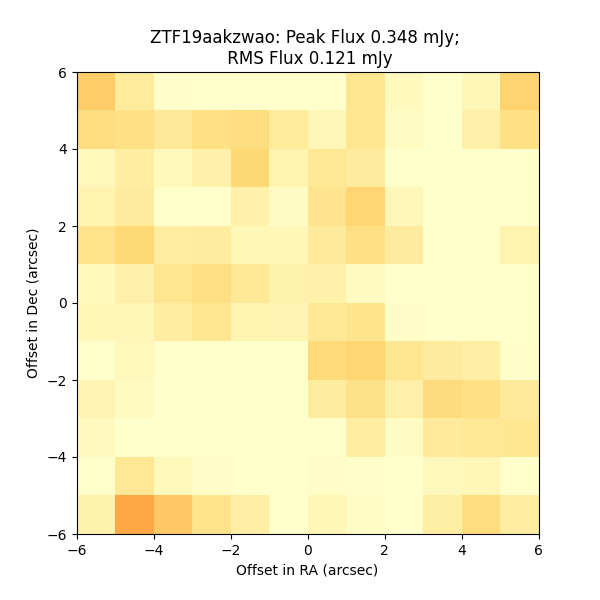 ZTF19aakzwao: Peak Flux 0.348 mJy;
RMS Flux 0.121 mJy
6
4
2
0
−2
−4
−6
Offset in Dec (arcsec)
−6 −4 −2 0 2 4 6
Offset in RA (arcsec)